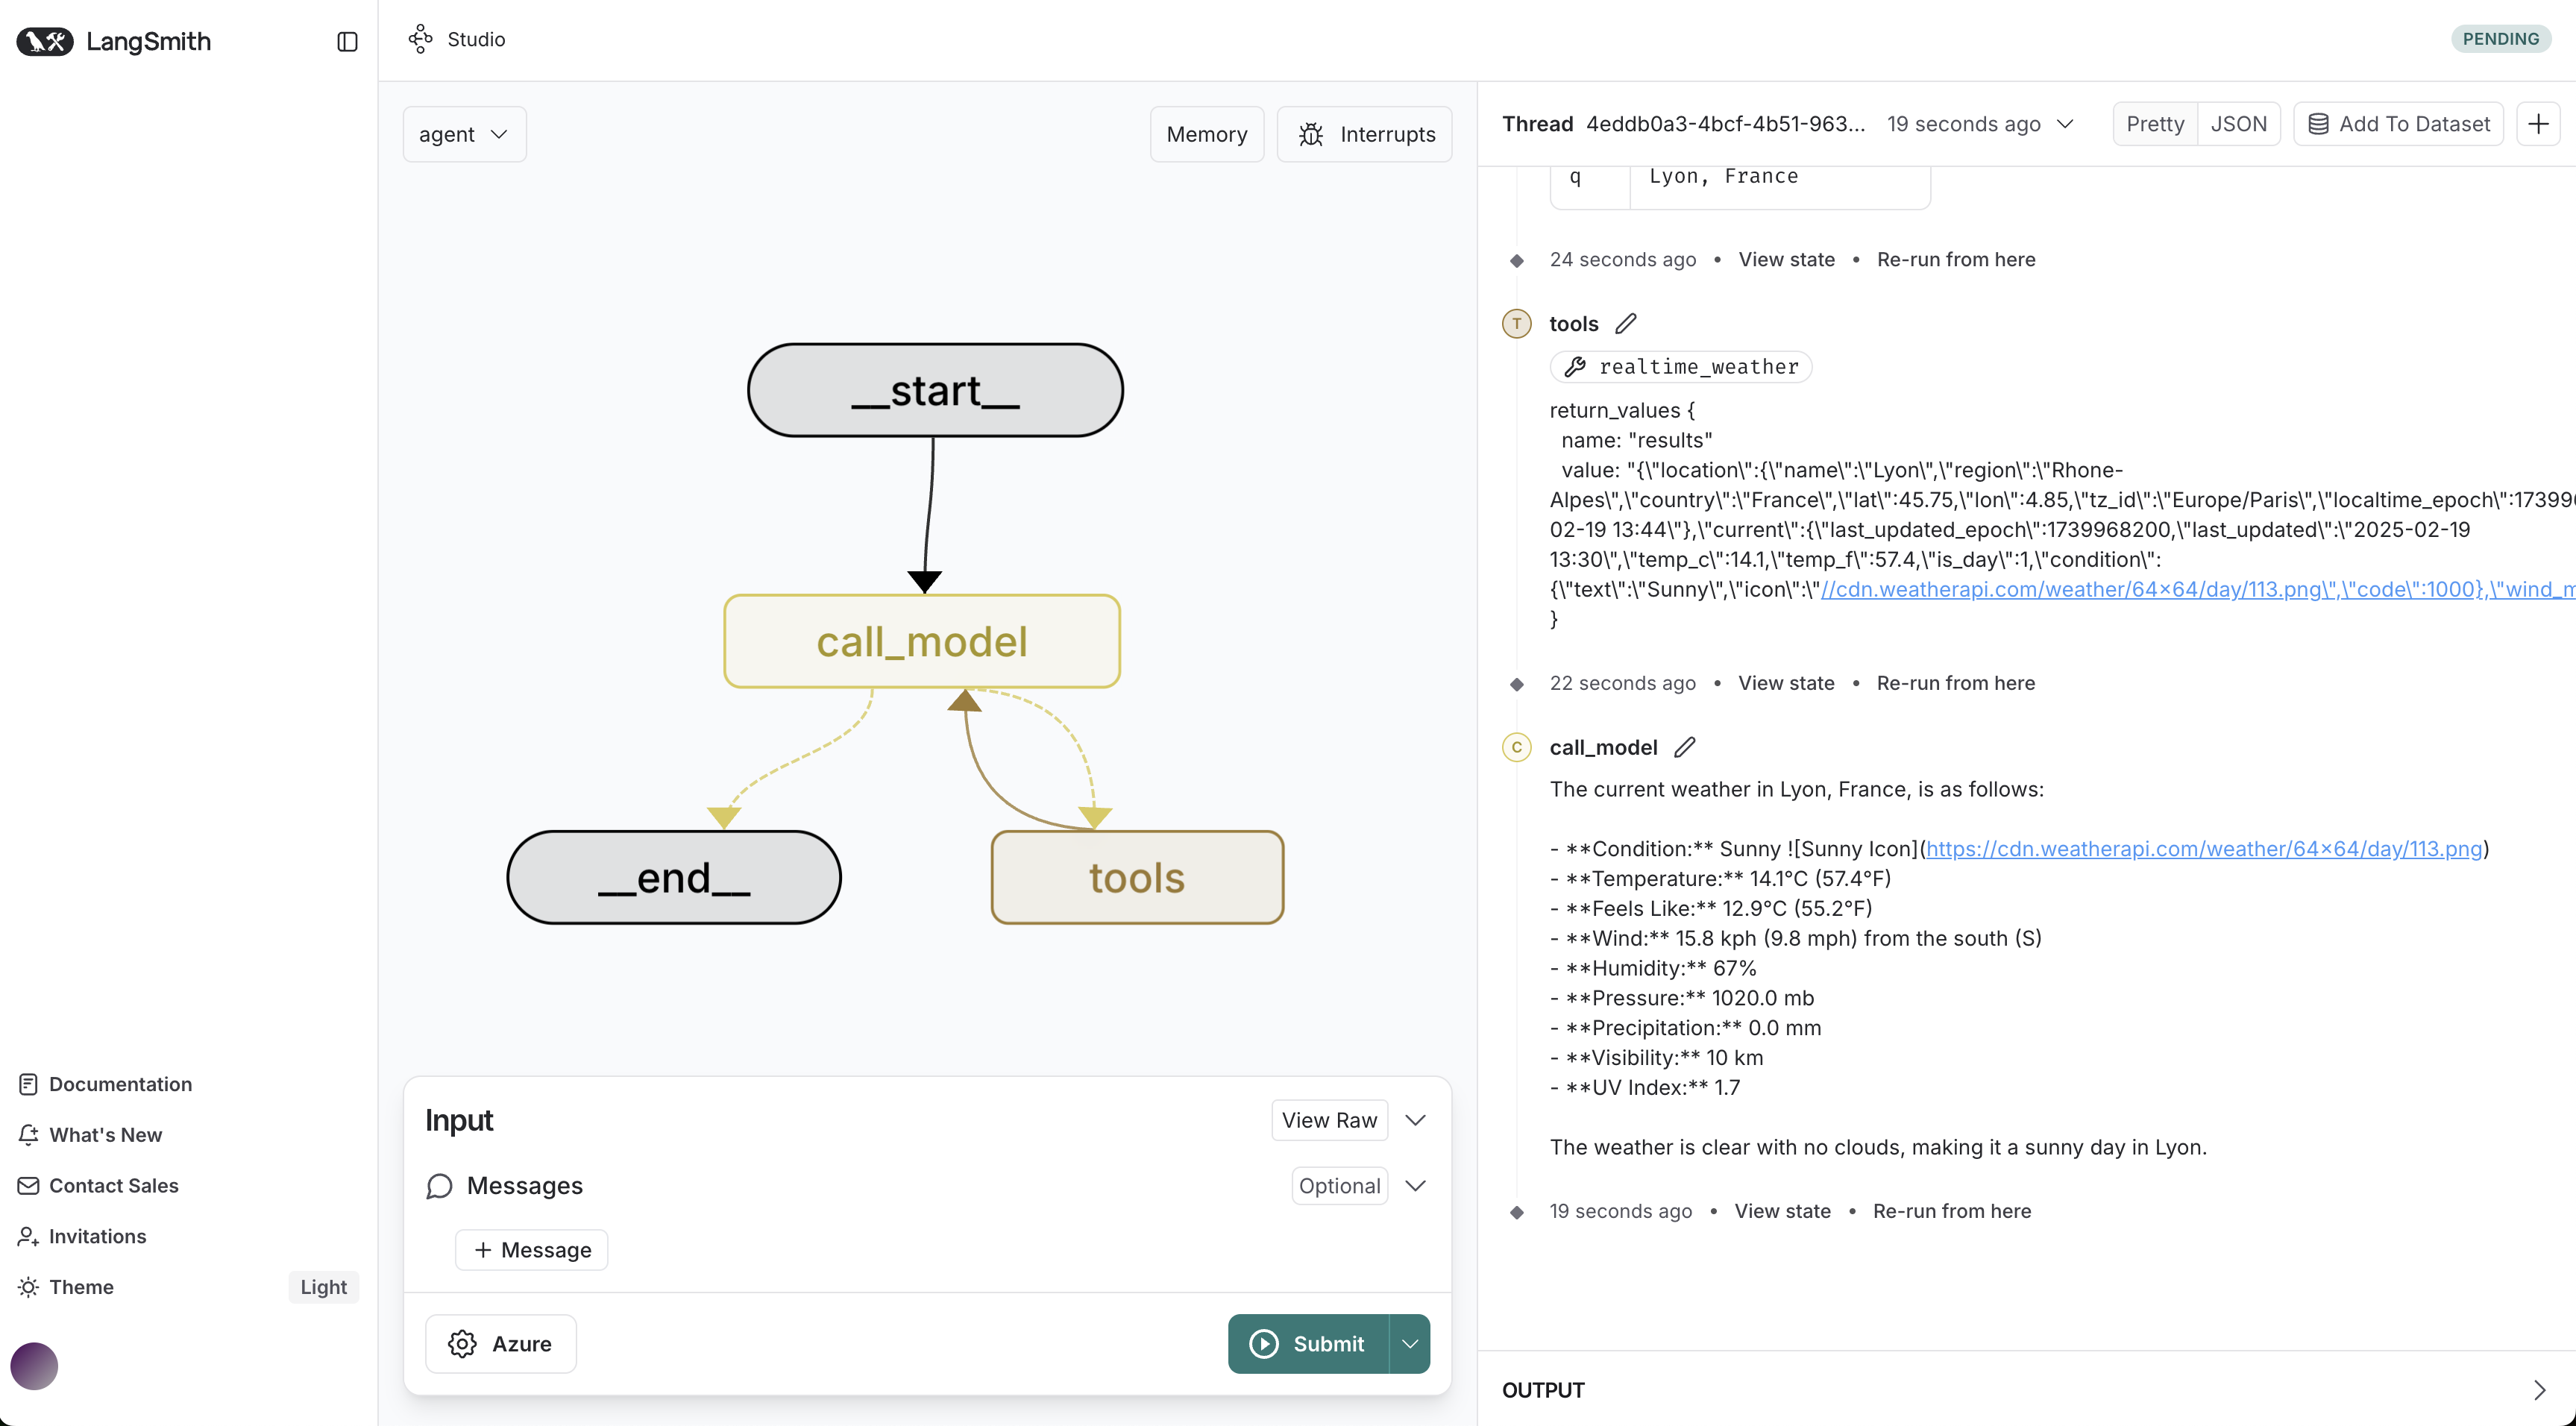 LangSmith
Studio
PENDING
agent
Memory
Interrupts
__start__
call_model
__end__
tools
Input
View Raw
Messages
Optional
+ Message
Azure
Submit
Documentation
What's New
Contact Sales
Invitations
Theme
Light
Thread 4eddb0a3-4bcf-4b51-963... 19 seconds ago
Pretty
JSON
Add To Dataset
q Lyon, France
24 seconds ago • View state • Re-run from here
T tools
realtime_weather
return_values {
name: "results"
value: "{\"location\":{\"name\":\"Lyon\",\"region\":\"Rhone-
Alpes\",\"country\":\"France\",\"lat\":45.75,\"lon\":4.85,\"tz_id\":\"Europe/Paris\",\"localtime_epoch\":17399
02-19 13:44\"},\"current\":{\"last_updated_epoch\":1739968200,\"last_updated\":\"2025-02-19
13:30\",\"temp_c\":14.1,\"temp_f\":57.4,\"is_day\":1,\"condition\":
{\"text\":\"Sunny\",\"icon\":\"//cdn.weatherapi.com/weather/64x64/day/113.png\",\"code\":1000},\"wind_
}
22 seconds ago • View state • Re-run from here
C call_model
The current weather in Lyon, France, is as follows:
- **Condition:** Sunny ![Sunny Icon](https://cdn.weatherapi.com/weather/64x64/day/113.png)
- **Temperature:** 14.1°C (57.4°F)
- **Feels Like:** 12.9°C (55.2°F)
- **Wind:** 15.8 kph (9.8 mph) from the south (S)
- **Humidity:** 67%
- **Pressure:** 1020.0 mb
- **Precipitation:** 0.0 mm
- **Visibility:** 10 km
- **UV Index:** 1.7
The weather is clear with no clouds, making it a sunny day in Lyon.
19 seconds ago • View state • Re-run from here
OUTPUT